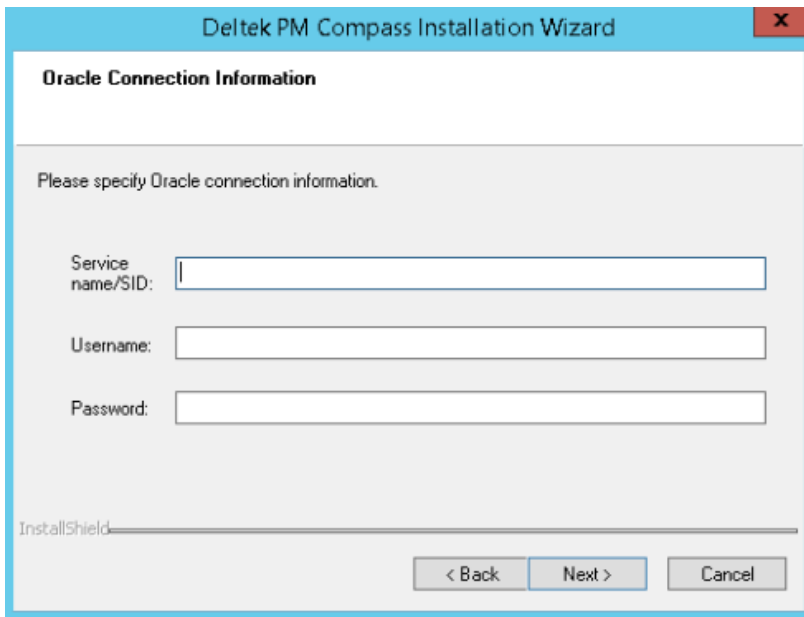 Deltek PM Compass Installation Wizard
x
Oracle Connection Information
Please specify Oracle connection information.
Service
name/SID:
Username:
Password:
InstallShield
< Back Next > Cancel